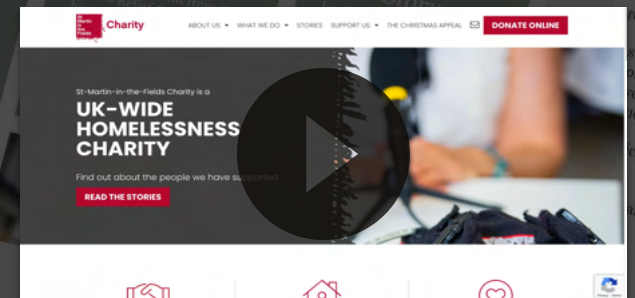 St
Martin
in
the
Fields
Charity
ABOUT US
WHAT WE DO
STORIES
SUPPORT US
THE CHRISTMAS APPEAL
DONATE ONLINE
St-Martin-in-the-Fields Charity is a
UK-WIDE
HOMELESSNESS
CHARITY
Find out about the people we have supported
READ THE STORIES